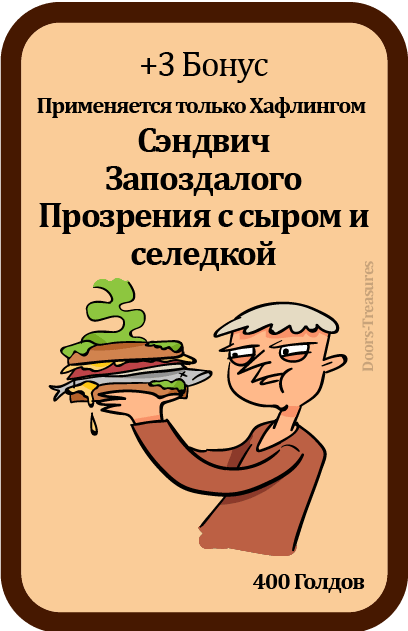 +3 Бонус
Применяется только Хафлингом
Сэндвич
Запоздалого
Прозрения с сыром и
селедкой
Doors-Treasures
400 Голдов